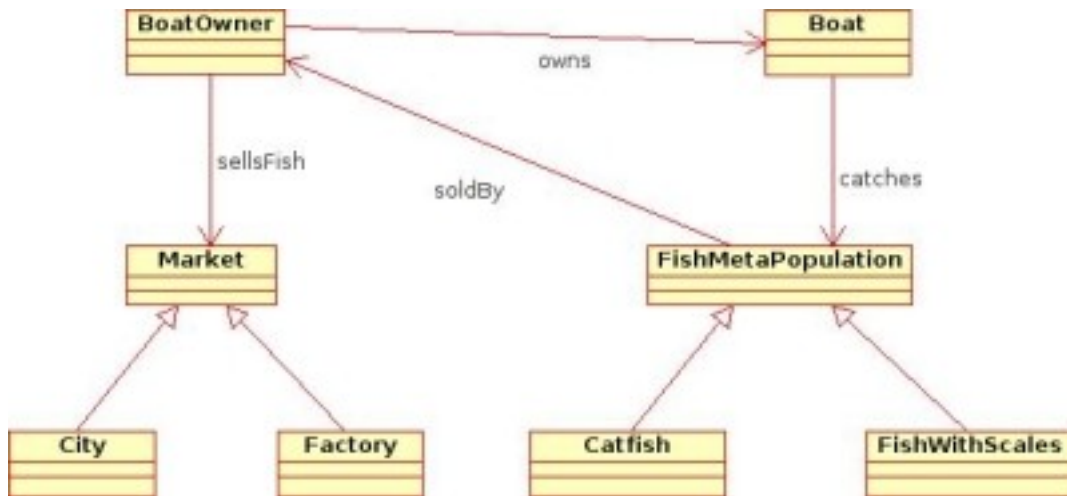 BoatOwner
Boat
owns
sellsFish
soldBy
catches
Market
FishMetaPopulation
City
Factory
Catfish
FishWithScales